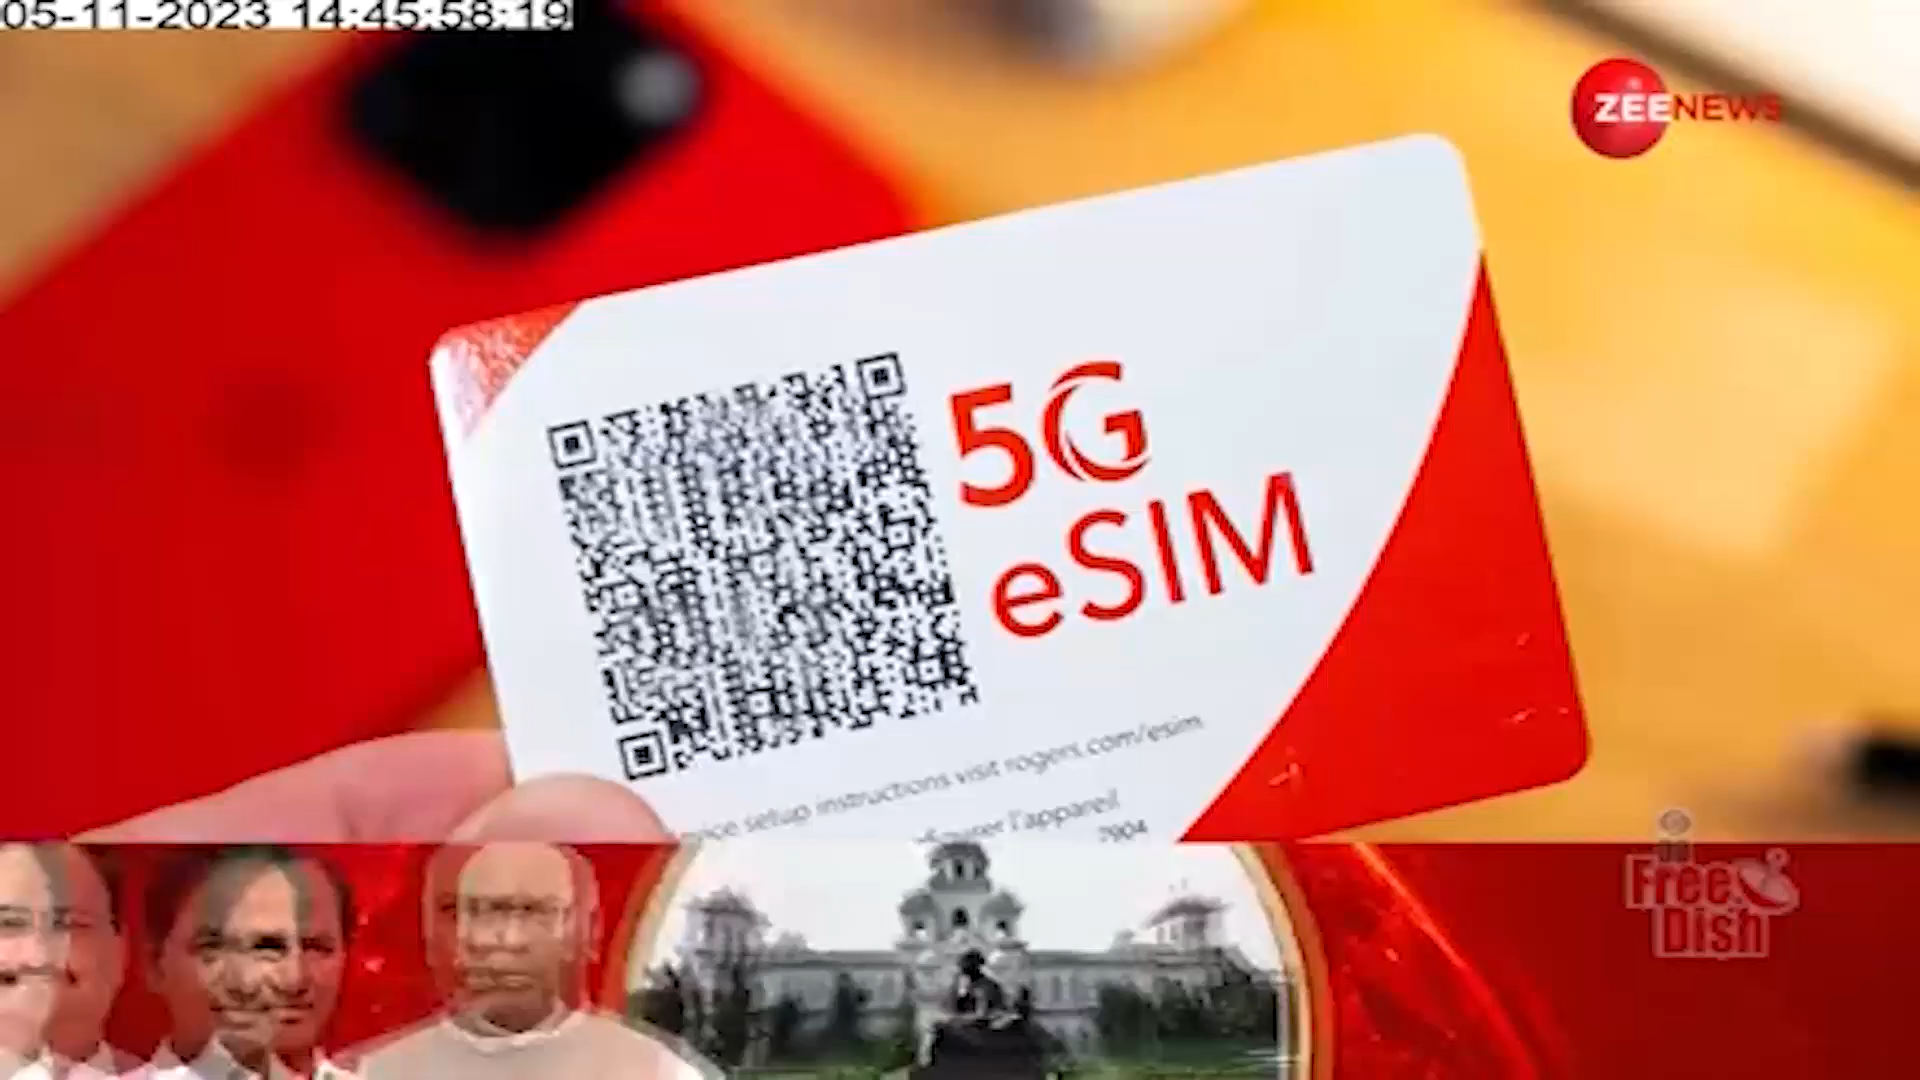 05-11-2023 14:45:58:19
ZEENEWS
5G
eSIM
setup instructions visit rogers.com/esim
l'appareil
Free
Dish